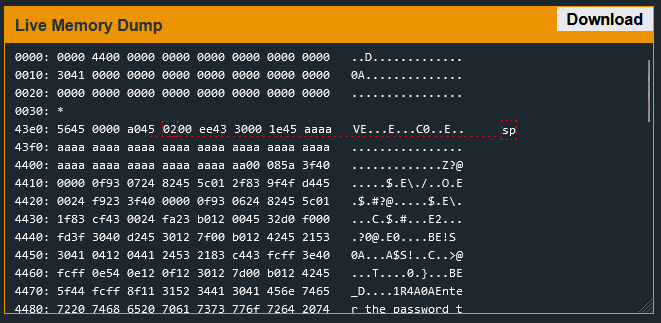 Live Memory Dump
Download
0000: 0000 4400 0000 0000 0000 0000 0000 0000 ..D.............
0010: 3041 0000 0000 0000 0000 0000 0000 0000 0A..............
0020: 0000 0000 0000 0000 0000 0000 0000 0000 ................
0030: *
43e0: 5645 0000 a045 0200 ee43 3000 1e45 aaaa VE...E...C0..E.. sp
43f0: aaaa aaaa aaaa aaaa aaaa aaaa aaaa aaaa ................
4400: aaaa aaaa aaaa aaaa aaaa aa00 085a 3f40 .............Z?@
4410: 0000 0f93 0724 8245 5c01 2f83 9f4f d445 .....$.E\./..O.E
4420: 0024 f923 3f40 0000 0f93 0624 8245 5c01 .$.#?@.....$.E\.
4430: 1f83 cf43 0024 fa23 b012 0045 32d0 f000 ...C.$.#...E2...
4440: fd3f 3040 d245 3012 7f00 b012 4245 2153 .?0@.E0....BE!S
4450: 3041 0412 0441 2453 2183 c443 fcff 3e40 0A...A$S!..C..>@
4460: fcff 0e54 0e12 0f12 3012 7d00 b012 4245 ...T....0.}...BE
4470: 5f44 fcff 8f11 3152 3441 3041 456e 7465 _D....1R4A0AEnte
4480: 7220 7468 6520 7061 7373 776f 7264 2074 r the password t